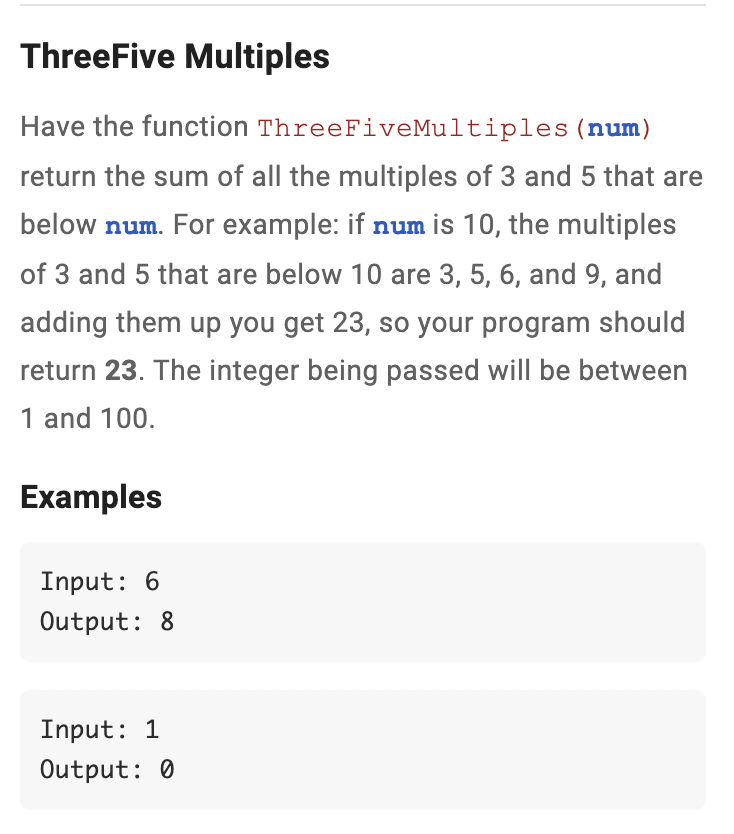 ThreeFive Multiples
Have the function ThreeFiveMultiples(num)
return the sum of all the multiples of 3 and 5 that are
below num. For example: if num is 10, the multiples
of 3 and 5 that are below 10 are 3, 5, 6, and 9, and
adding them up you get 23, so your program should
return 23. The integer being passed will be between
1 and 100.
Examples
Input: 6
Output: 8
Input: 1
Output: 0